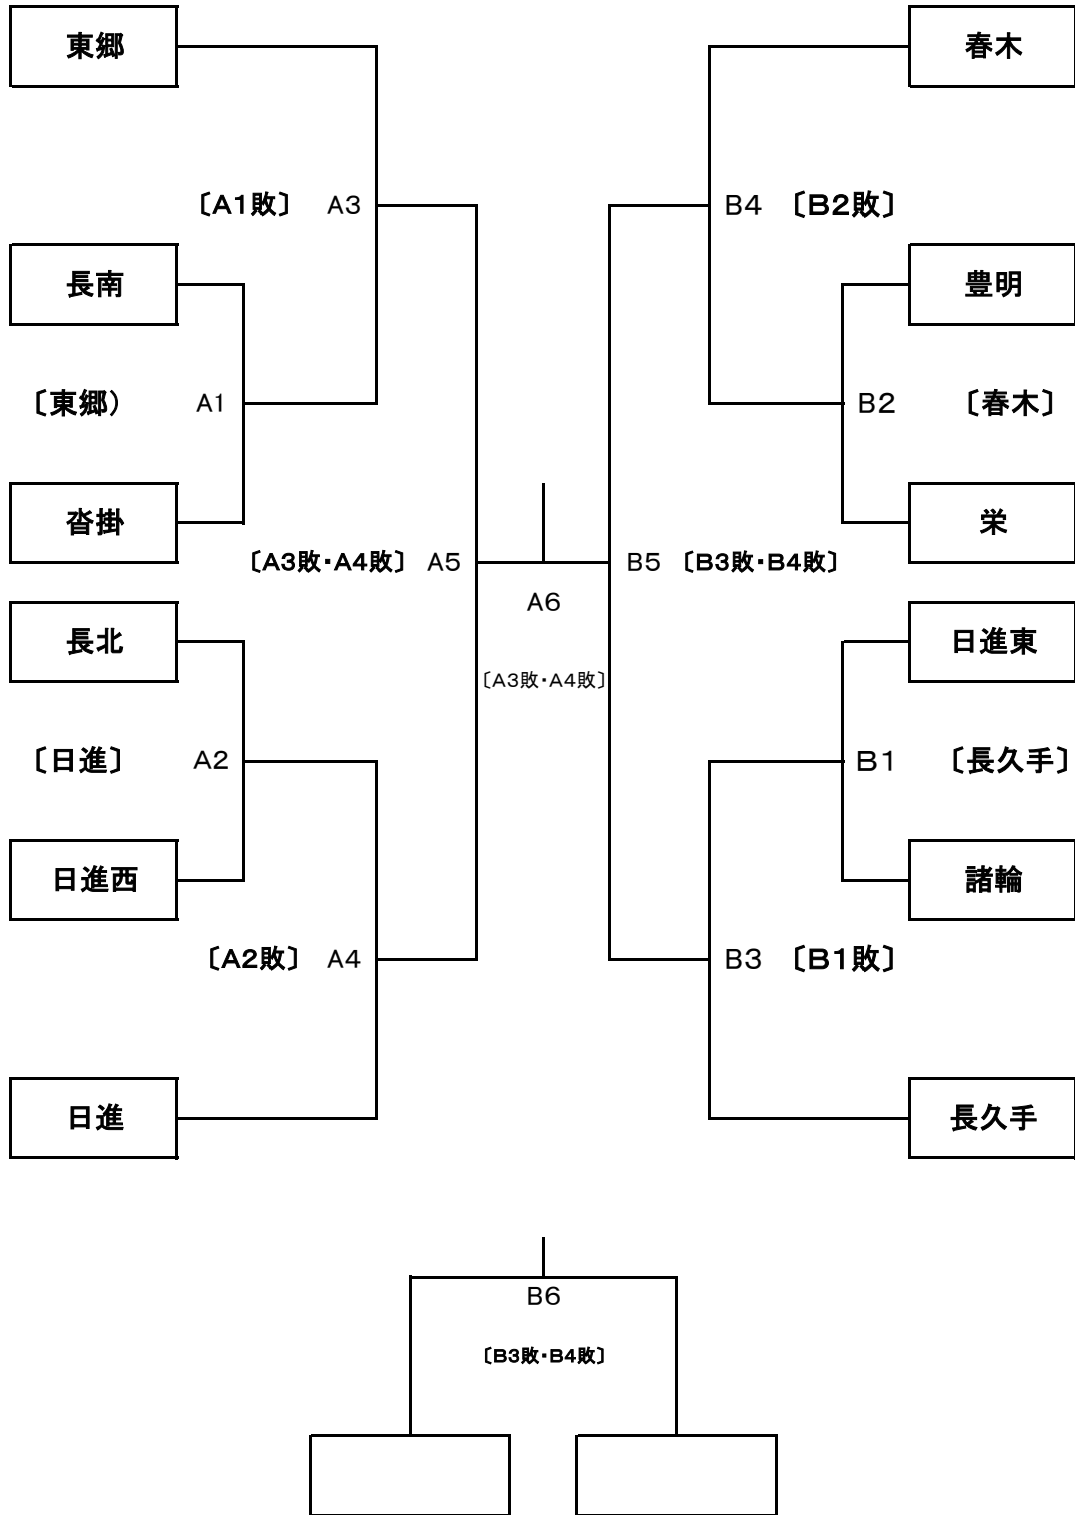 東郷
春木
〔A1敗〕 A3
B4 〔B2敗〕
長南
豊明
〔東郷） A1
B2 〔春木〕
沓掛
栄
〔A3敗・A4敗〕 A5
B5 〔B3敗・B4敗〕
A6
長北
日進東
〔A3敗・A4敗〕
〔日進〕 A2
B1 〔長久手〕
日進西
諸輪
〔A2敗〕 A4
B3 〔B1敗〕
日進
長久手
B6
〔B3敗・B4敗〕